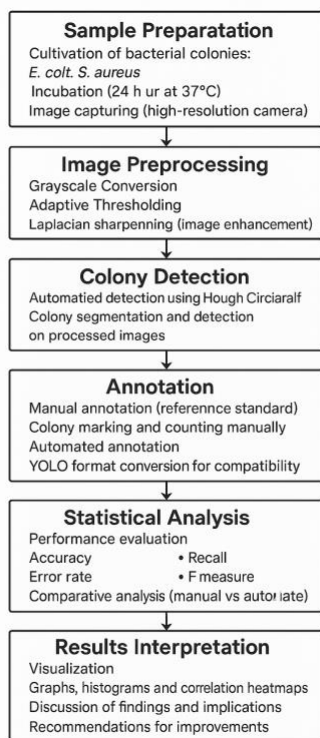 Sample Preparatation
Cultivation of bacterial colonies:
E. colt. S. aureus
Incubation (24 h ur at 37°C)
Image capturing (high-resolution camera)
Image Preprocessing
Grayscale Conversion
Adaptive Thresholding
Laplacian sharpenning (image enhancement)
Colony Detection
Automatied detection using Hough Circiaralf
Colony segmentation and detection
on processed images
Annotation
Manual annotation (referennce standard)
Colony marking and counting manually
Automated annotation
YOLO format conversion for compatibility
Statistical Analysis
Performance evaluation
Accuracy • Recall
Error rate • F measure
Comparative analysis (manual vs automate)
Results Interpretation
Visualization
Graphs, histograms and correlation heatmaps
Discussion of findings and implications
Recommendations for improvements